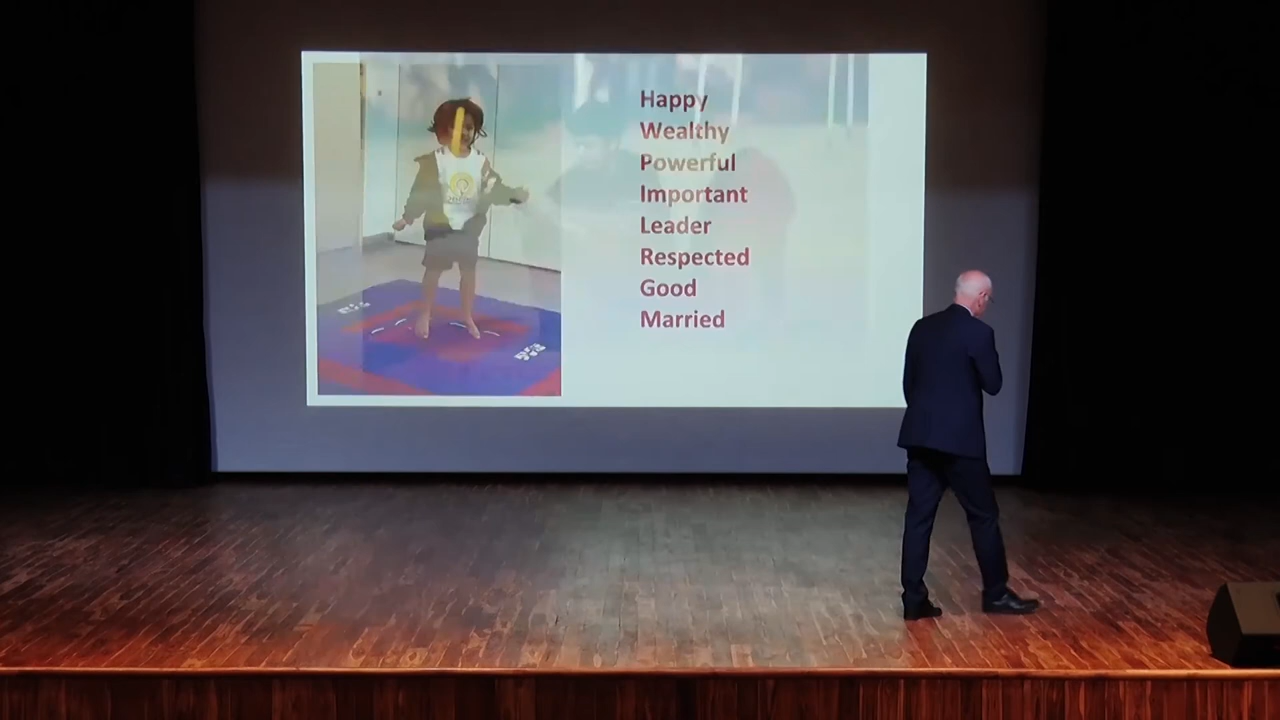 Happy
Wealthy
Powerful
Important
Leader
Respected
Good
Married